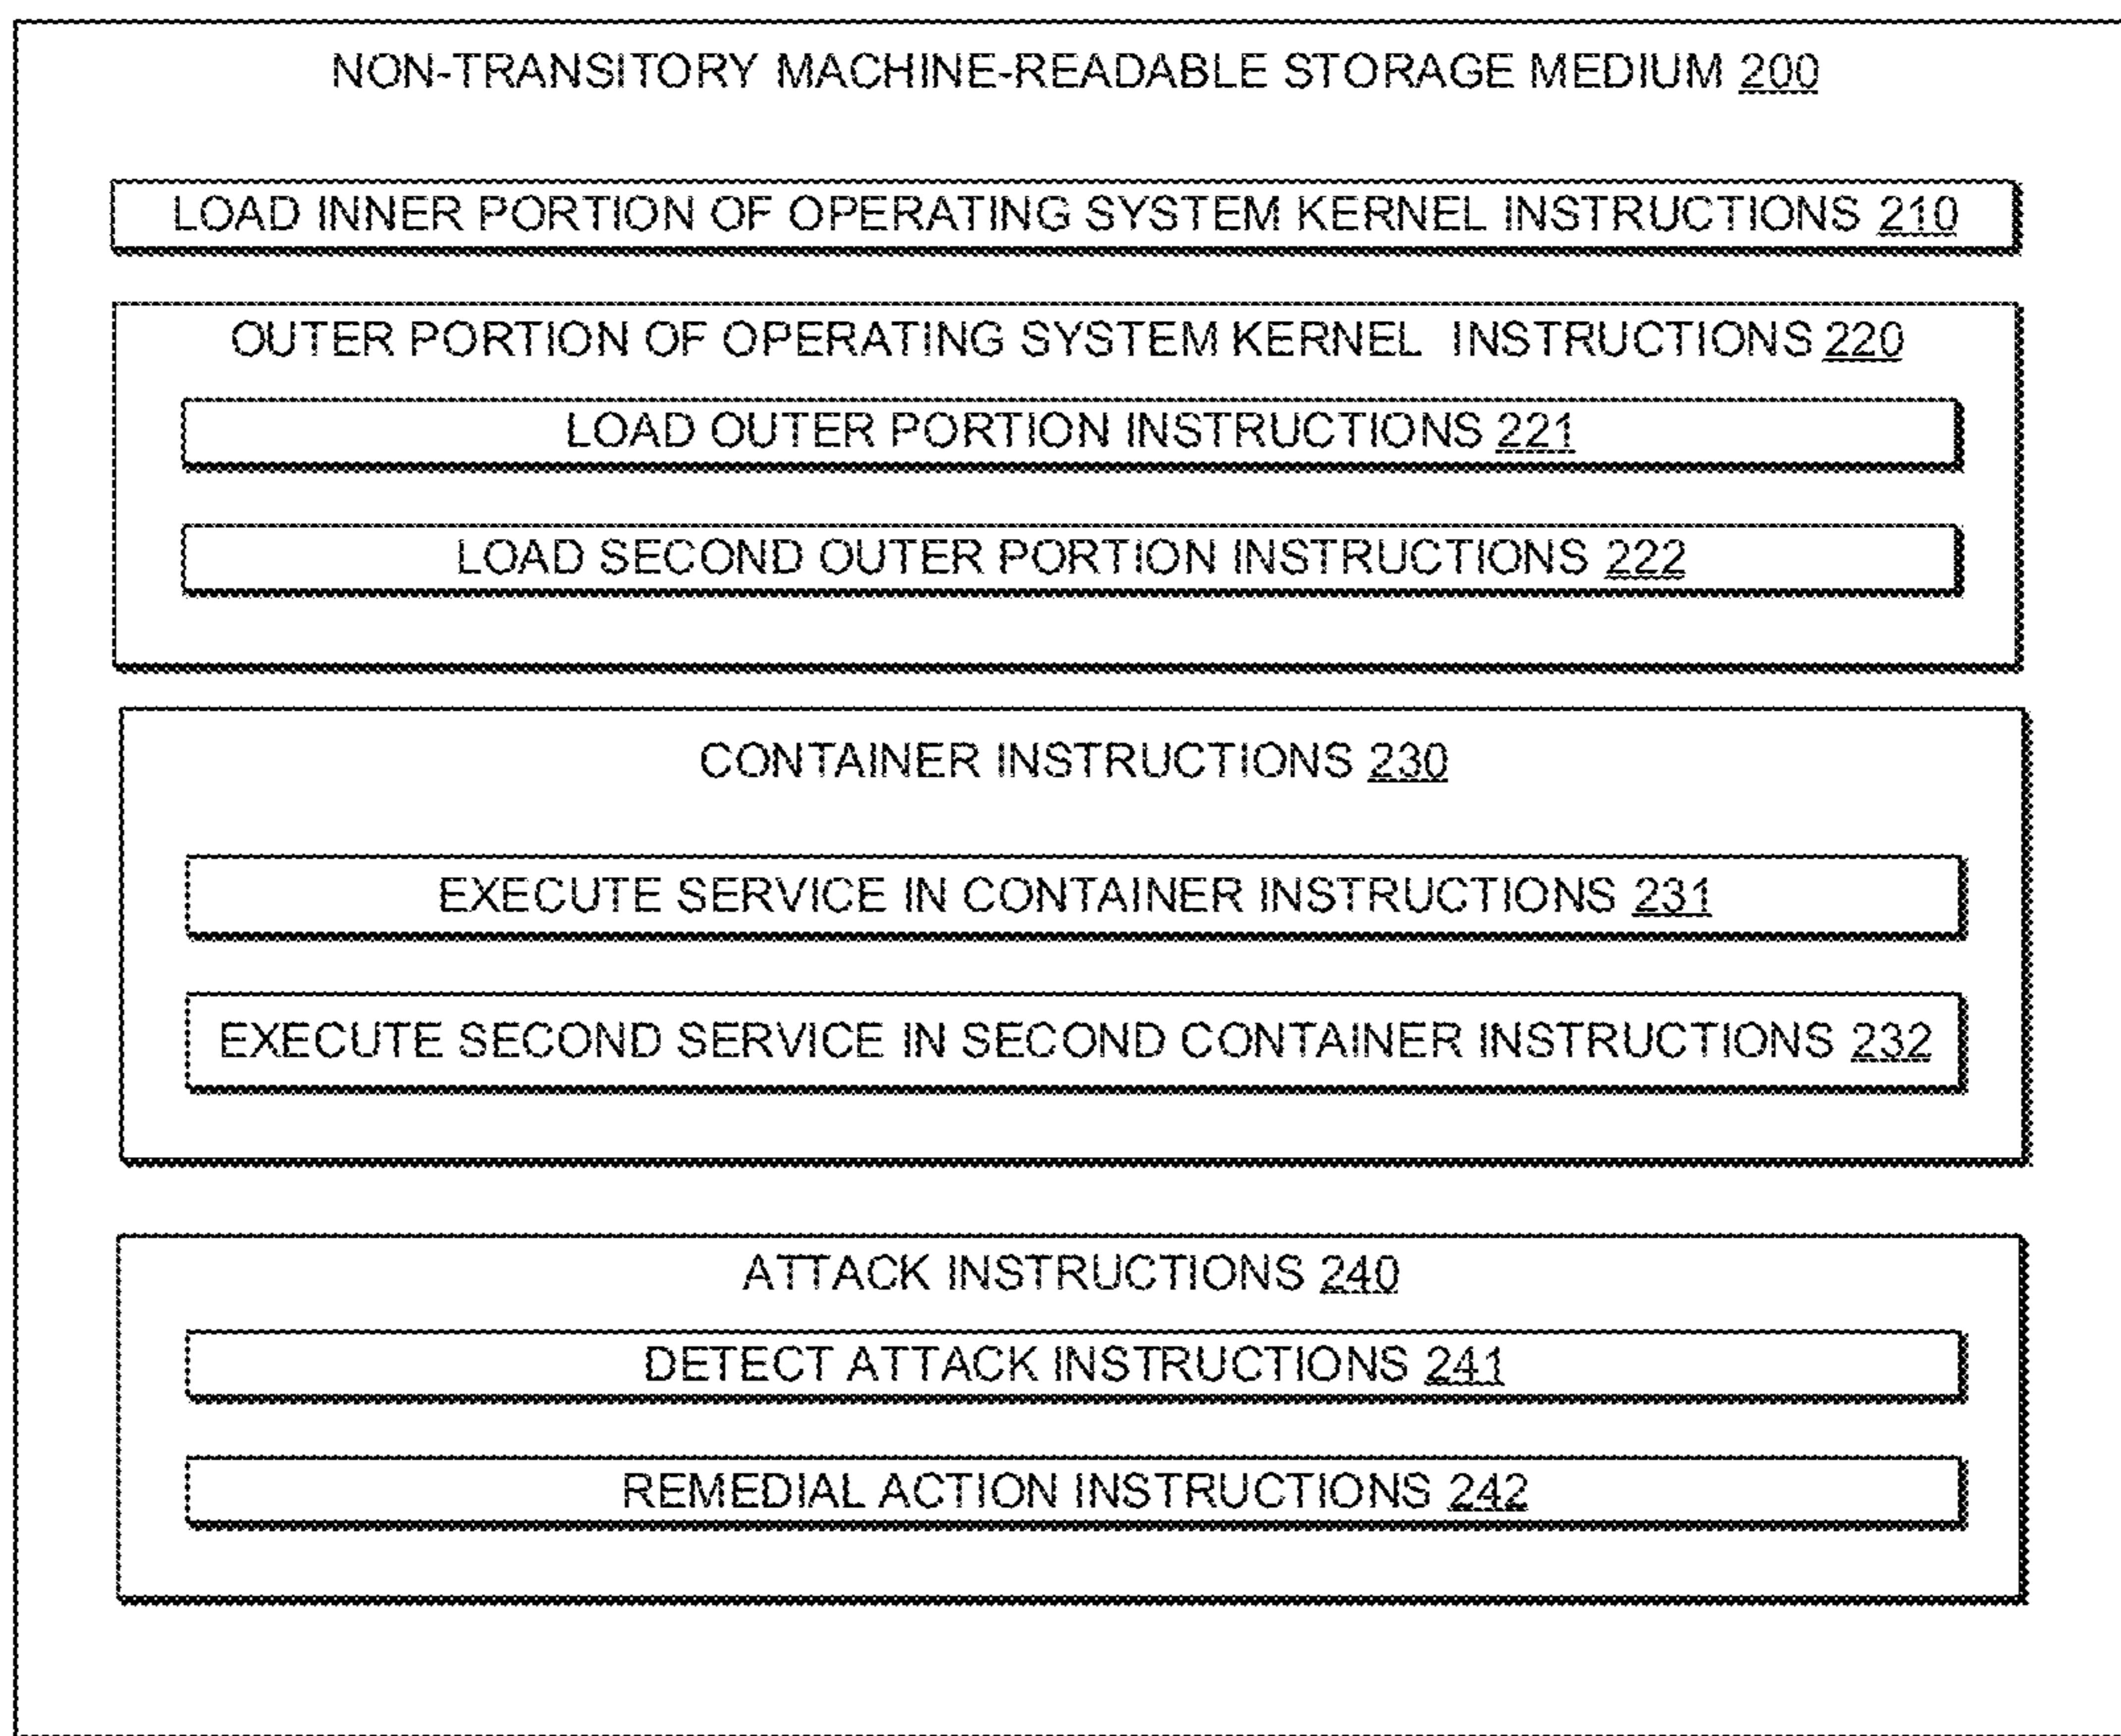 NON-TRANSITORY MACHINE-READABLE STORAGE MEDIUM 200
LOAD INNER PORTION OF OPERATING SYSTEM KERNEL INSTRUCTIONS 210
OUTER PORTION OF OPERATING SYSTEM KERNEL INSTRUCTIONS 220
LOAD OUTER PORTION INSTRUCTIONS 221
LOAD SECOND OUTER PORTION INSTRUCTIONS 222
CONTAINER INSTRUCTIONS 230
EXECUTE SERVICE IN CONTAINER INSTRUCTIONS 231
EXECUTE SECOND SERVICE IN SECOND CONTAINER INSTRUCTIONS 232
ATTACK INSTRUCTIONS 240
DETECT ATTACK INSTRUCTIONS 241
REMEDIAL ACTION INSTRUCTIONS 242